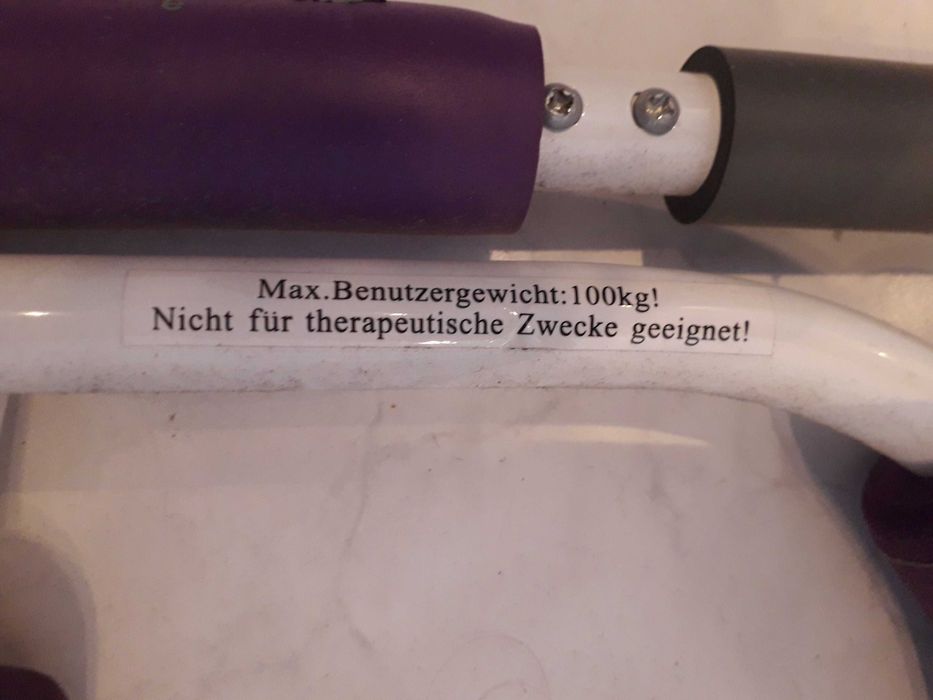 Max.Benutzergewicht:100kg!
Nicht für therapeutische Zwecke geeignet!